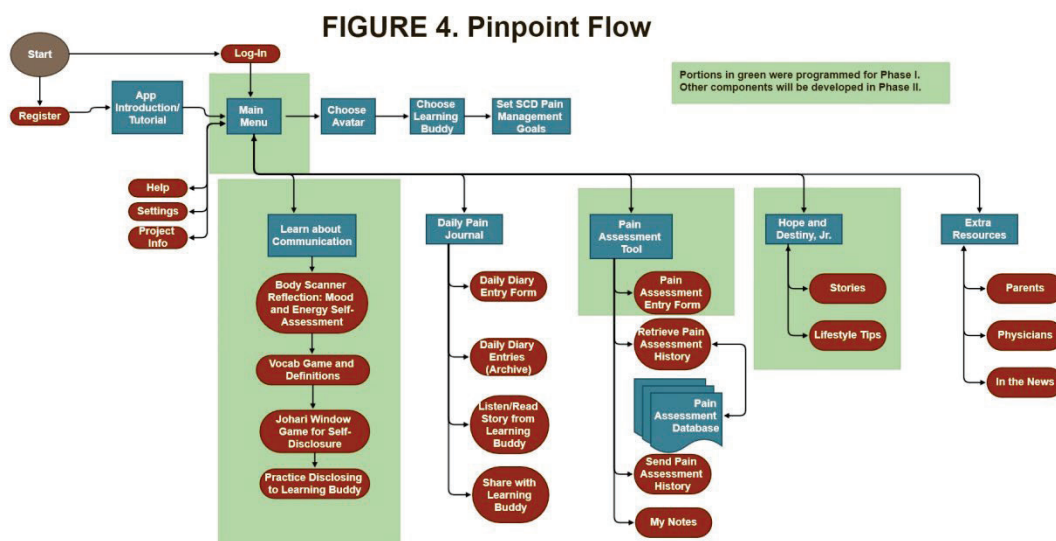 FIGURE 4. Pinpoint Flow
Start
Log-In
Portions in green were programmed for Phase I.
Other components will be developed in Phase II.
Register
App
Introduction/
Tutorial
Main
Menu
Choose
Avatar
Choose
Learning
Buddy
Set SCD Pain
Management
Goals
Help
Settings
Project
Info
Learn about
Communication
Body Scanner
Reflection: Mood
and Energy Self-
Assessment
Vocab Game and
Definitions
Johari Window
Game for Self-
Disclosure
Practice Disclosing
to Learning Buddy
Daily Pain
Journal
Daily Diary
Entry Form
Daily Diary
Entries
(Archive)
Listen/Read
Story from
Learning
Buddy
Share with
Learning
Buddy
Pain
Assessment
Tool
Pain
Assessment
Entry Form
Retrieve Pain
Assessment
History
Pain
Assessment
Database
Send Pain
Assessment
History
My Notes
Hope and
Destiny, Jr.
Stories
Lifestyle Tips
Extra
Resources
Parents
Physicians
In the News